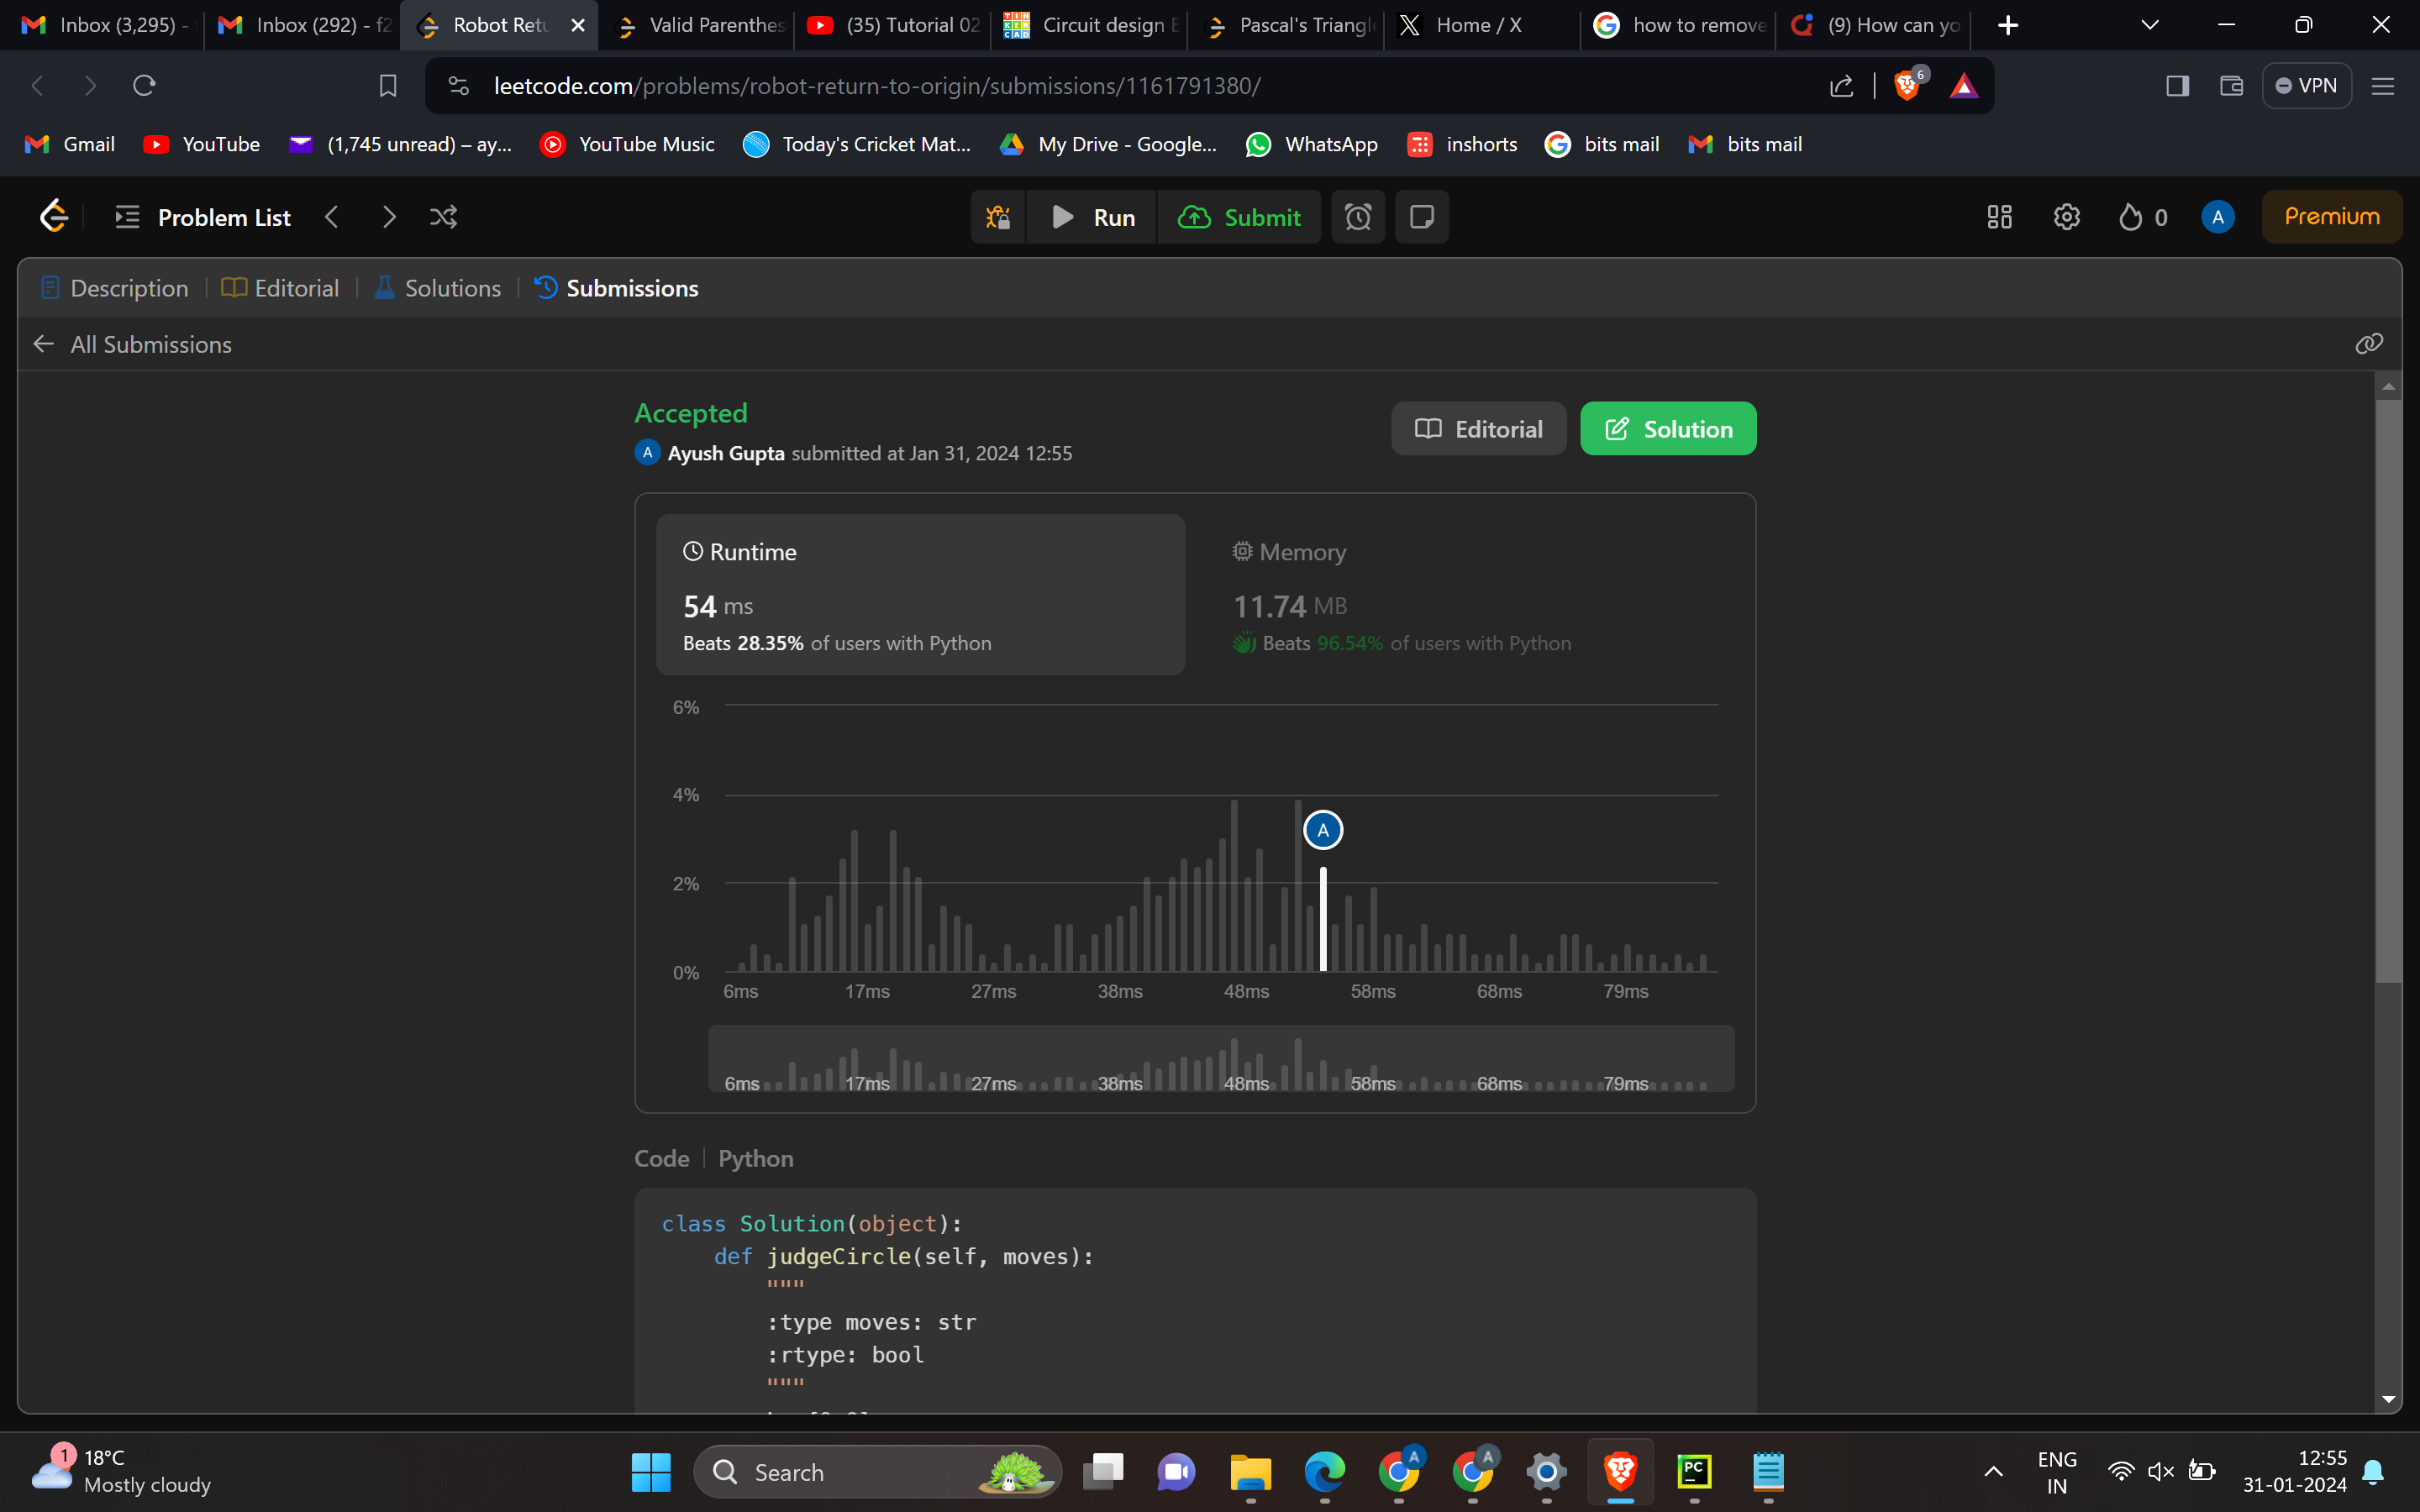 Inbox (3,295) -
Inbox (292) - f2
Robot Retu
Valid Parenthes
(35) Tutorial 02
Circuit design E
Pascal's Triangl
Home / X
how to remove
(9) How can yo
leetcode.com/problems/robot-return-to-origin/submissions/1161791380/
6
VPN
Gmail
YouTube
(1,745 unread) – ay...
YouTube Music
Today's Cricket Mat...
My Drive - Google...
WhatsApp
inshorts
bits mail
bits mail
Problem List
Run
Submit
0
A
Premium
Description
Editorial
Solutions
Submissions
All Submissions
Accepted
A Ayush Gupta submitted at Jan 31, 2024 12:55
Editorial
Solution
Runtime
54 ms
Beats 28.35% of users with Python
Memory
11.74 MB
Beats 96.54% of users with Python
6%
4%
2%
0%
A
6ms 17ms 27ms 38ms 48ms 58ms 68ms 79ms
6ms 17ms 27ms 38ms 48ms 58ms 68ms 79ms
Code | Python
class Solution(object):
def judgeCircle(self, moves):
"""
:type moves: str
:rtype: bool
"""
1
18°C
Mostly cloudy
Search
A
A
PC
ENG
IN
12:55
31-01-2024